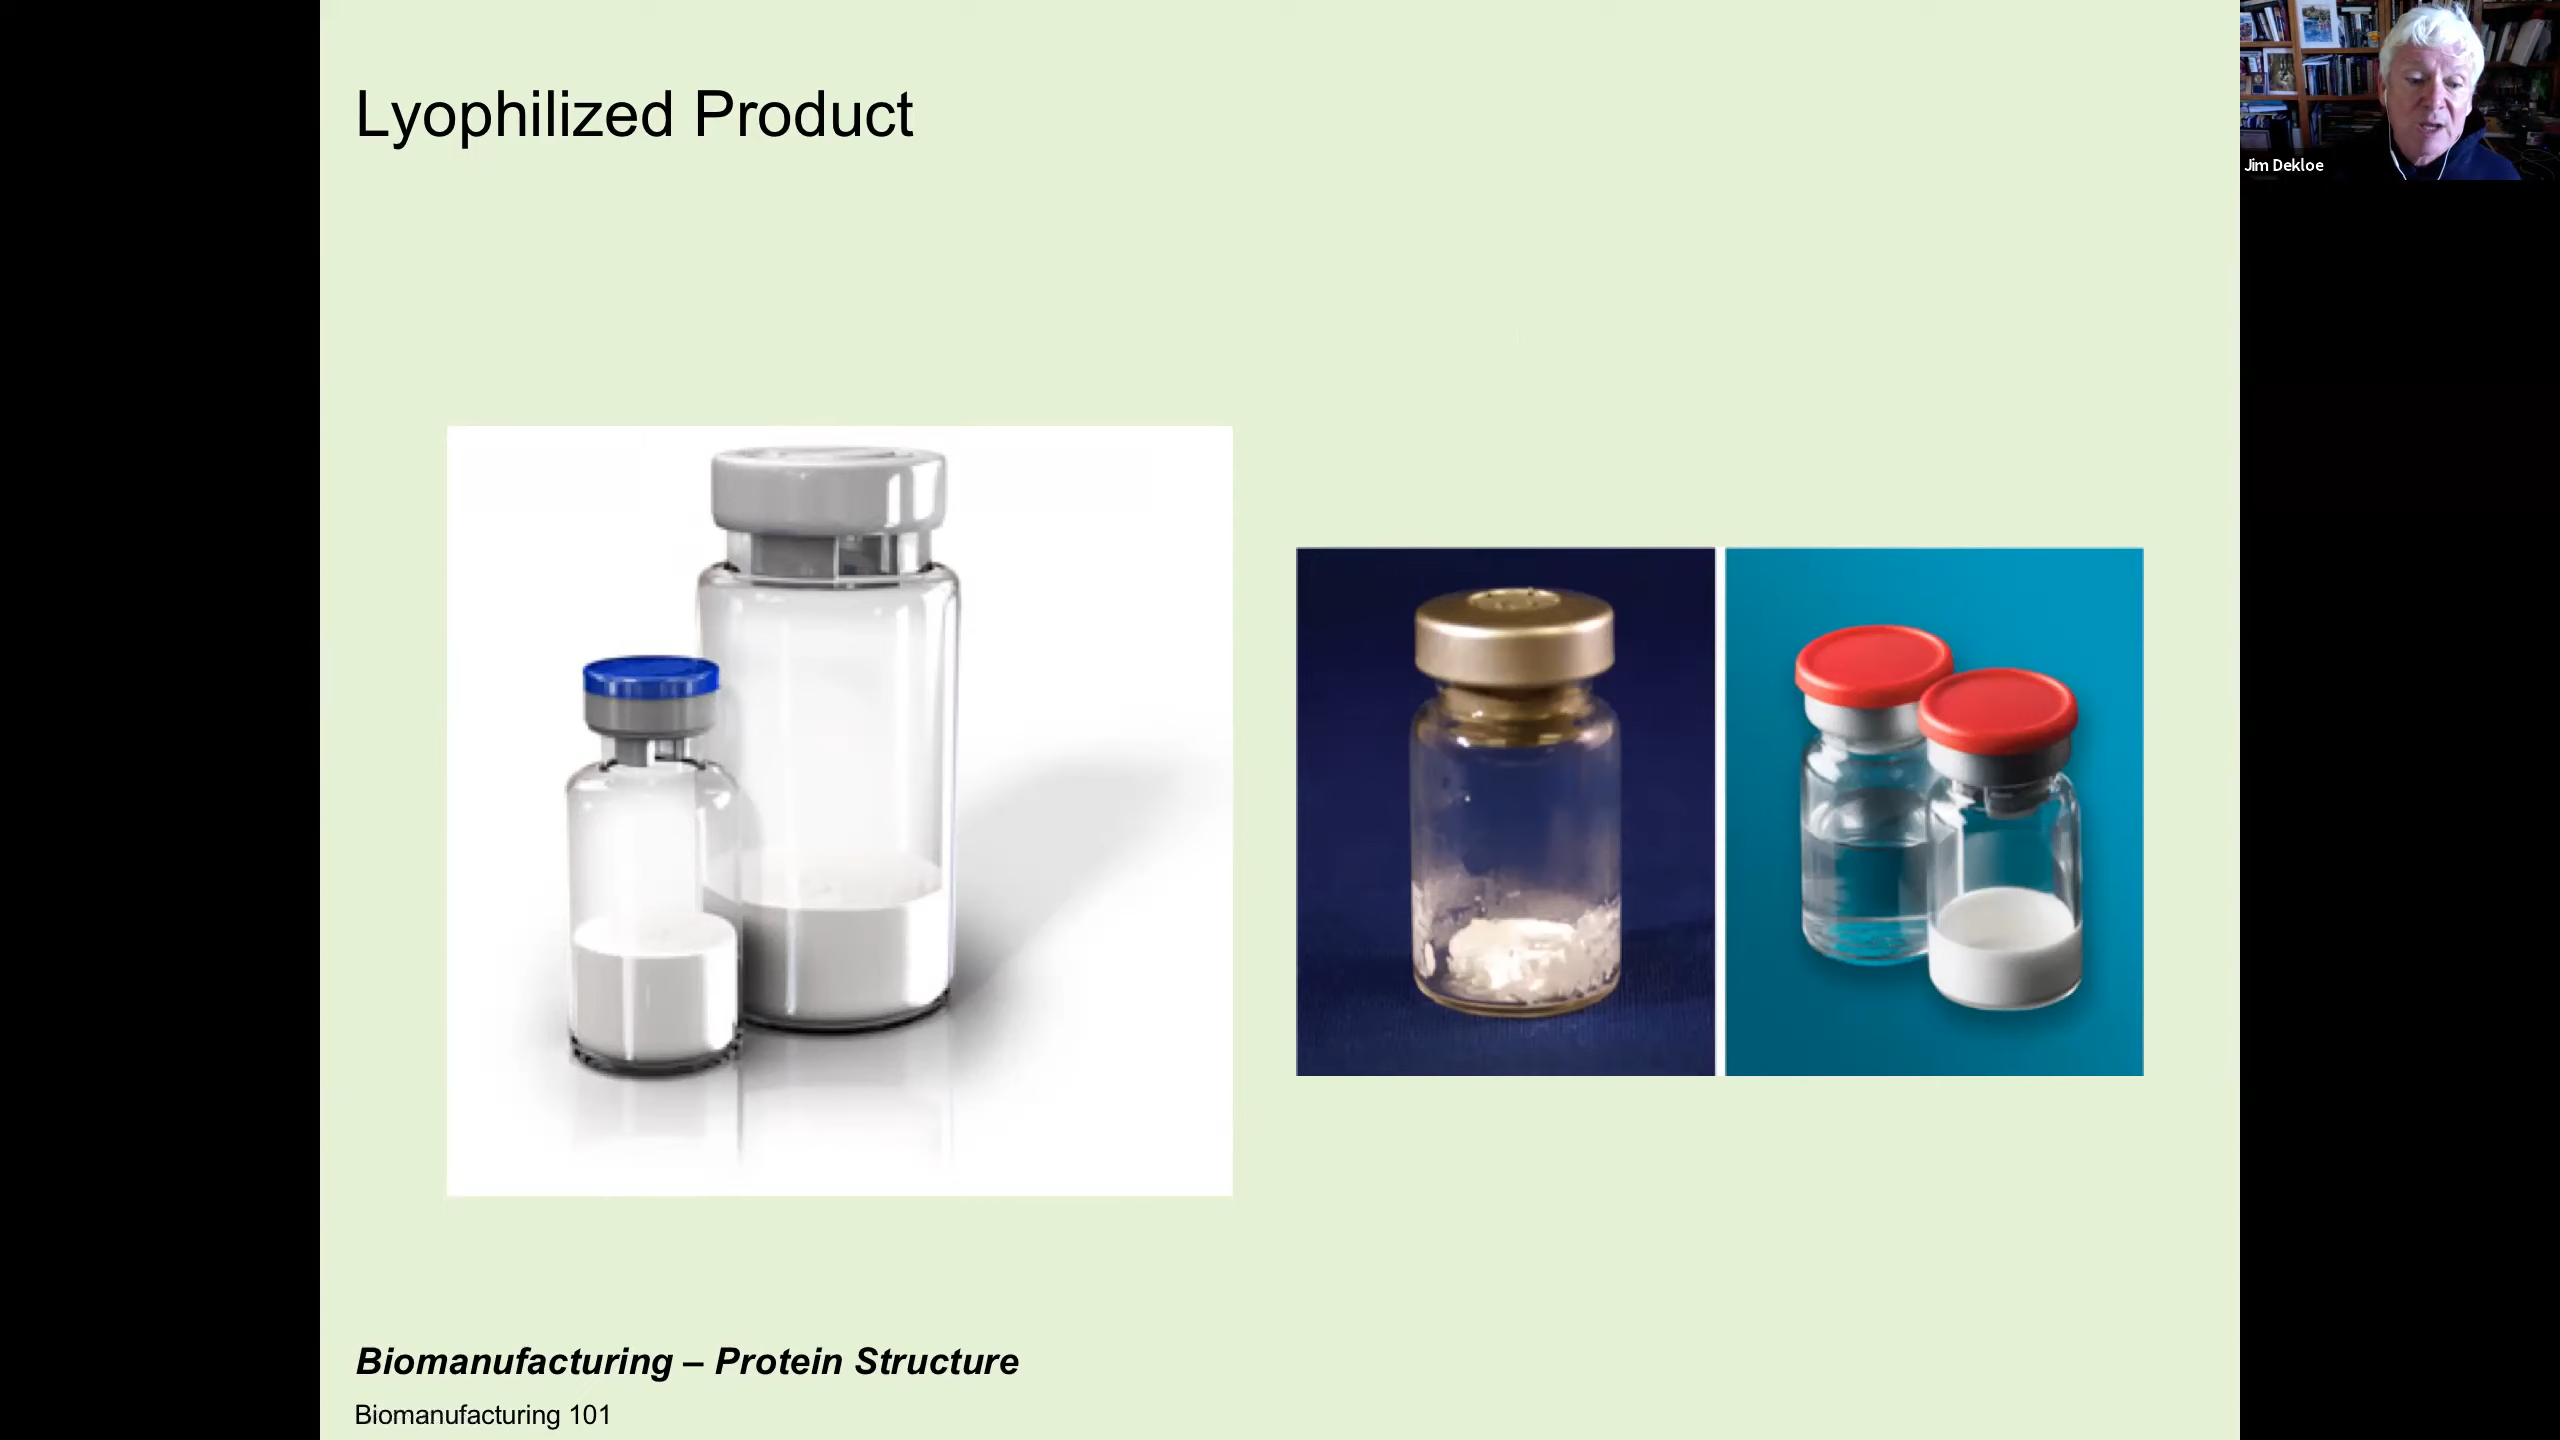 Lyophilized Product
Jim Dekloe
Biomanufacturing – Protein Structure
Biomanufacturing 101